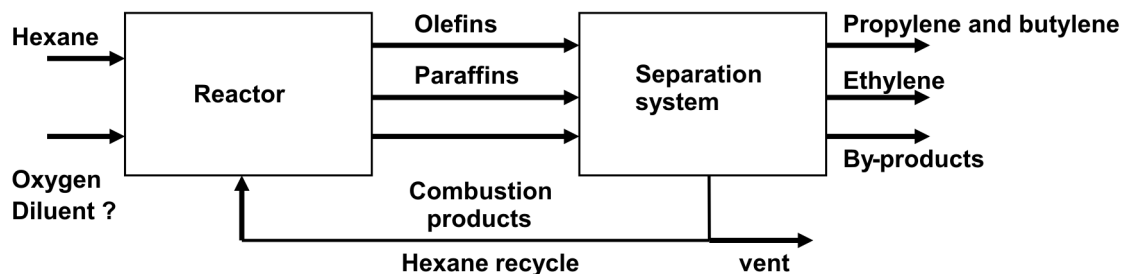 Hexane
Oxygen
Diluent ?
Reactor
Olefins
Paraffins
Combustion
products
Separation
system
Propylene and butylene
Ethylene
By-products
Hexane recycle
vent